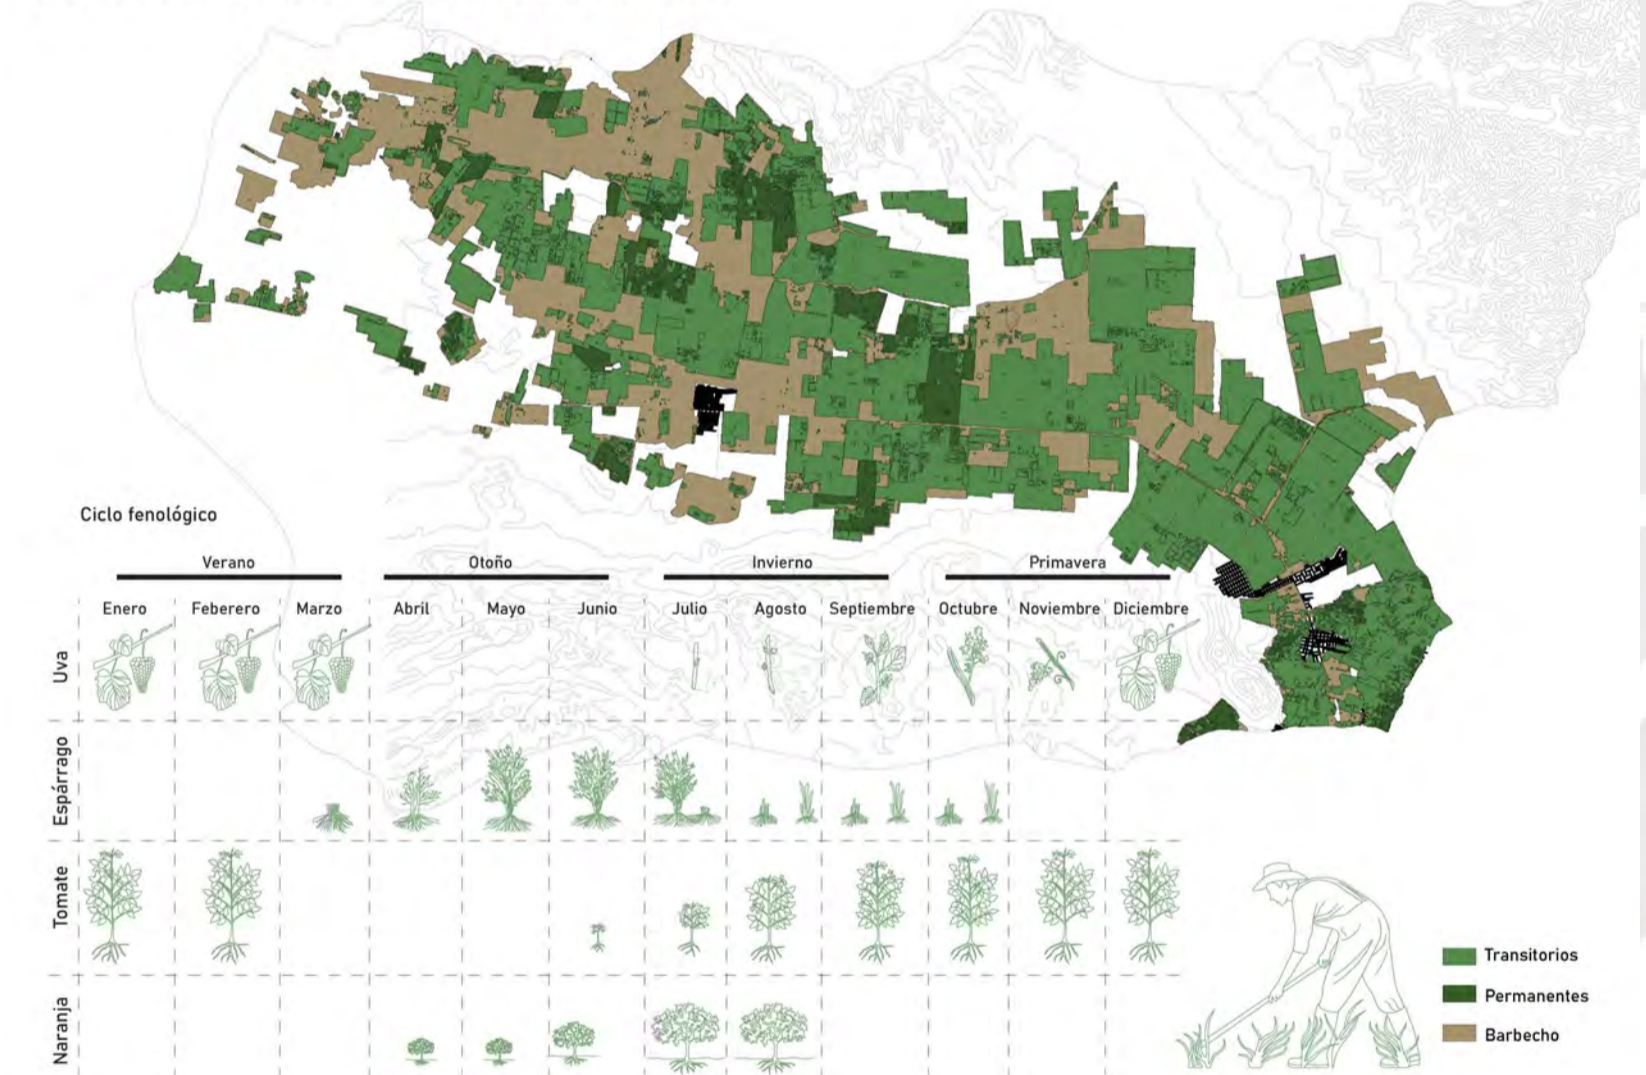 Ciclo fenológico
Verano Otoño Invierno Primavera
Enero Feberero Marzo Abril Mayo Junio Julio Agosto Septiembre Octubre Noviembre Diciembre
Uva
Espárrago
Tomate
Naranja
Transitorios
Permanentes
Barbecho